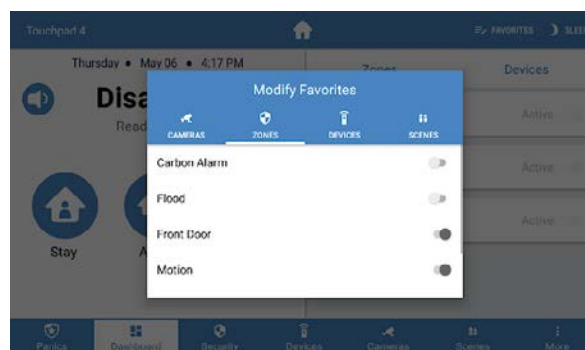 Touchpad 4
FAVORITES
Thursday • May 06 • 4:17 PM
Disa
Read
Stay
A
Modify Favorites
CAMERAS ZONES DEVICES SCENES
Carbon Alarm
Flood
Front Door
Motion
Zones Devices
Active
Active
Active
Panics Dashboard Security Devices Cameras Scenes More